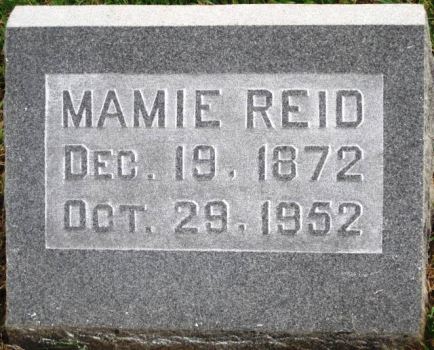 MAMIE REID
DEC. 19, 1872
OCT. 29, 1952